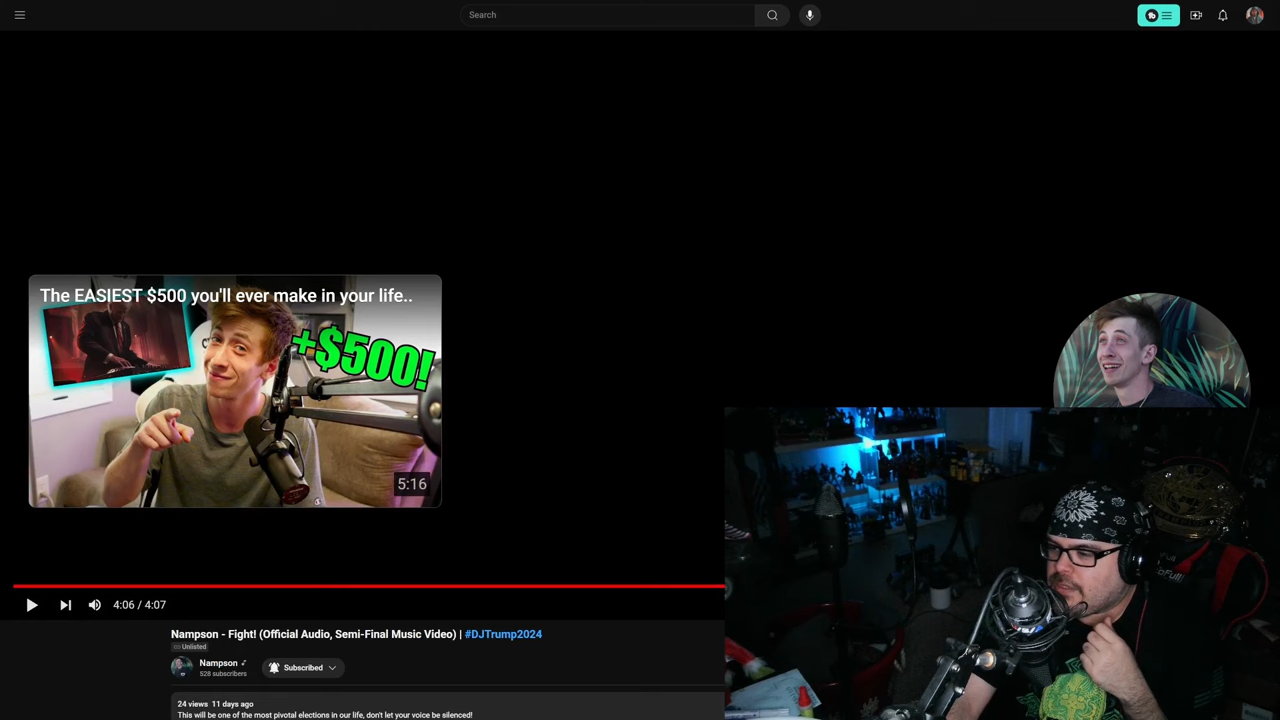 Search
The EASIEST $500 you'll ever make in your life..
+$500!
5:16
4:06 / 4:07
Nampson - Fight! (Official Audio, Semi-Final Music Video) | #DJTrump2024
Unlisted
Nampson
528 subscribers
Subscribed
24 views 11 days ago
This will be one of the most pivotal elections in our life, don't let your voice be silenced!